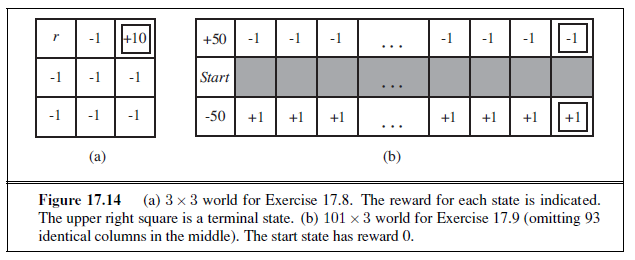 r -1 +10 +50 -1 -1 -1 ... -1 -1 -1 -1
-1 -1 -1 Start ...
-1 -1 -1 -50 +1 +1 +1 ... +1 +1 +1 +1
(a) (b)
Figure 17.14 (a) 3 × 3 world for Exercise 17.8. The reward for each state is indicated.
The upper right square is a terminal state. (b) 101 × 3 world for Exercise 17.9 (omitting 93
identical columns in the middle). The start state has reward 0.